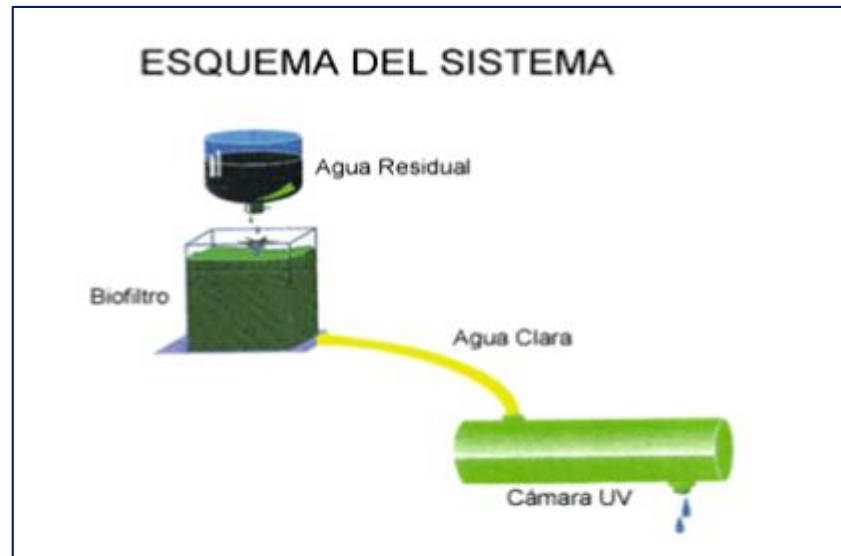 ESQUEMA DEL SISTEMA
Agua Residual
Biofiltro
Agua Clara
Cámara UV